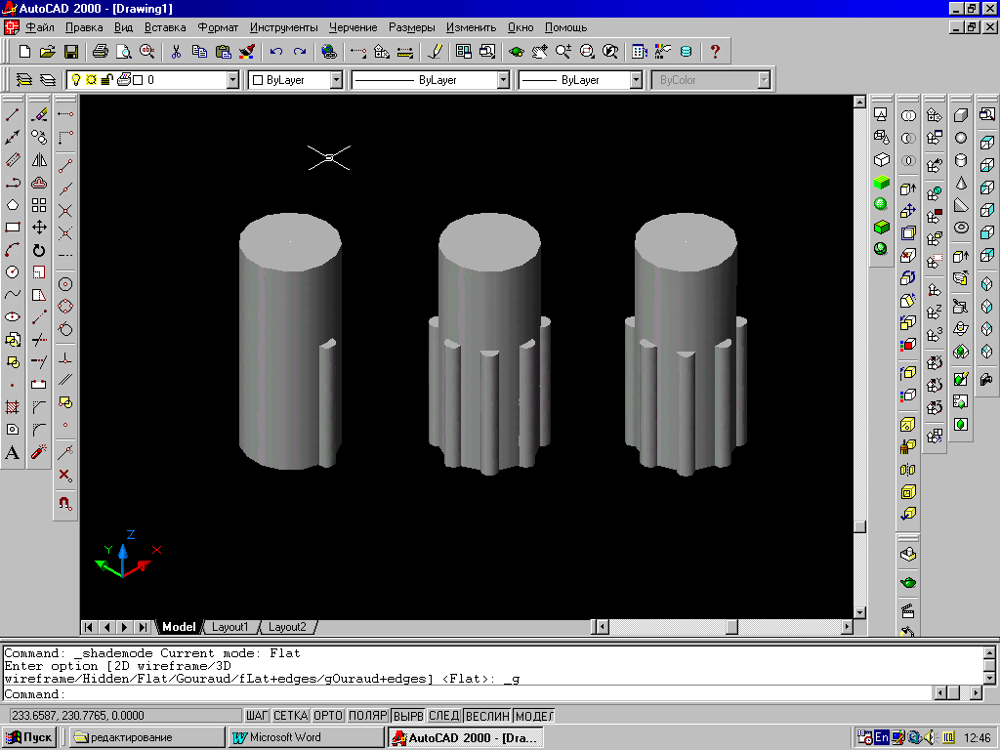 AutoCAD 2000 - [Drawing1]
Файл Правка Вид Вставка Формат Инструменты Черчение Размеры Изменить Окно Помощь
0 ByLayer ByLayer ByLayer ByColor
Z
Y X
Model Layout1 Layout2
Command: _shademode Current mode: Flat
Enter option [2D wireframe/3D
wireframe/Hidden/Flat/Gouraud/fLat+edges/gOuraud+edges] <Flat>: _g
Command:
233.6587, 230.7765, 0.0000 ШАГ СЕТКА ОРТО ПОЛЯР ВЫРВ СЛЕД ВЕСЛИН МОДЕЛ
Пуск редактирование Microsoft Word AutoCAD 2000 - [Dra... En 12:46